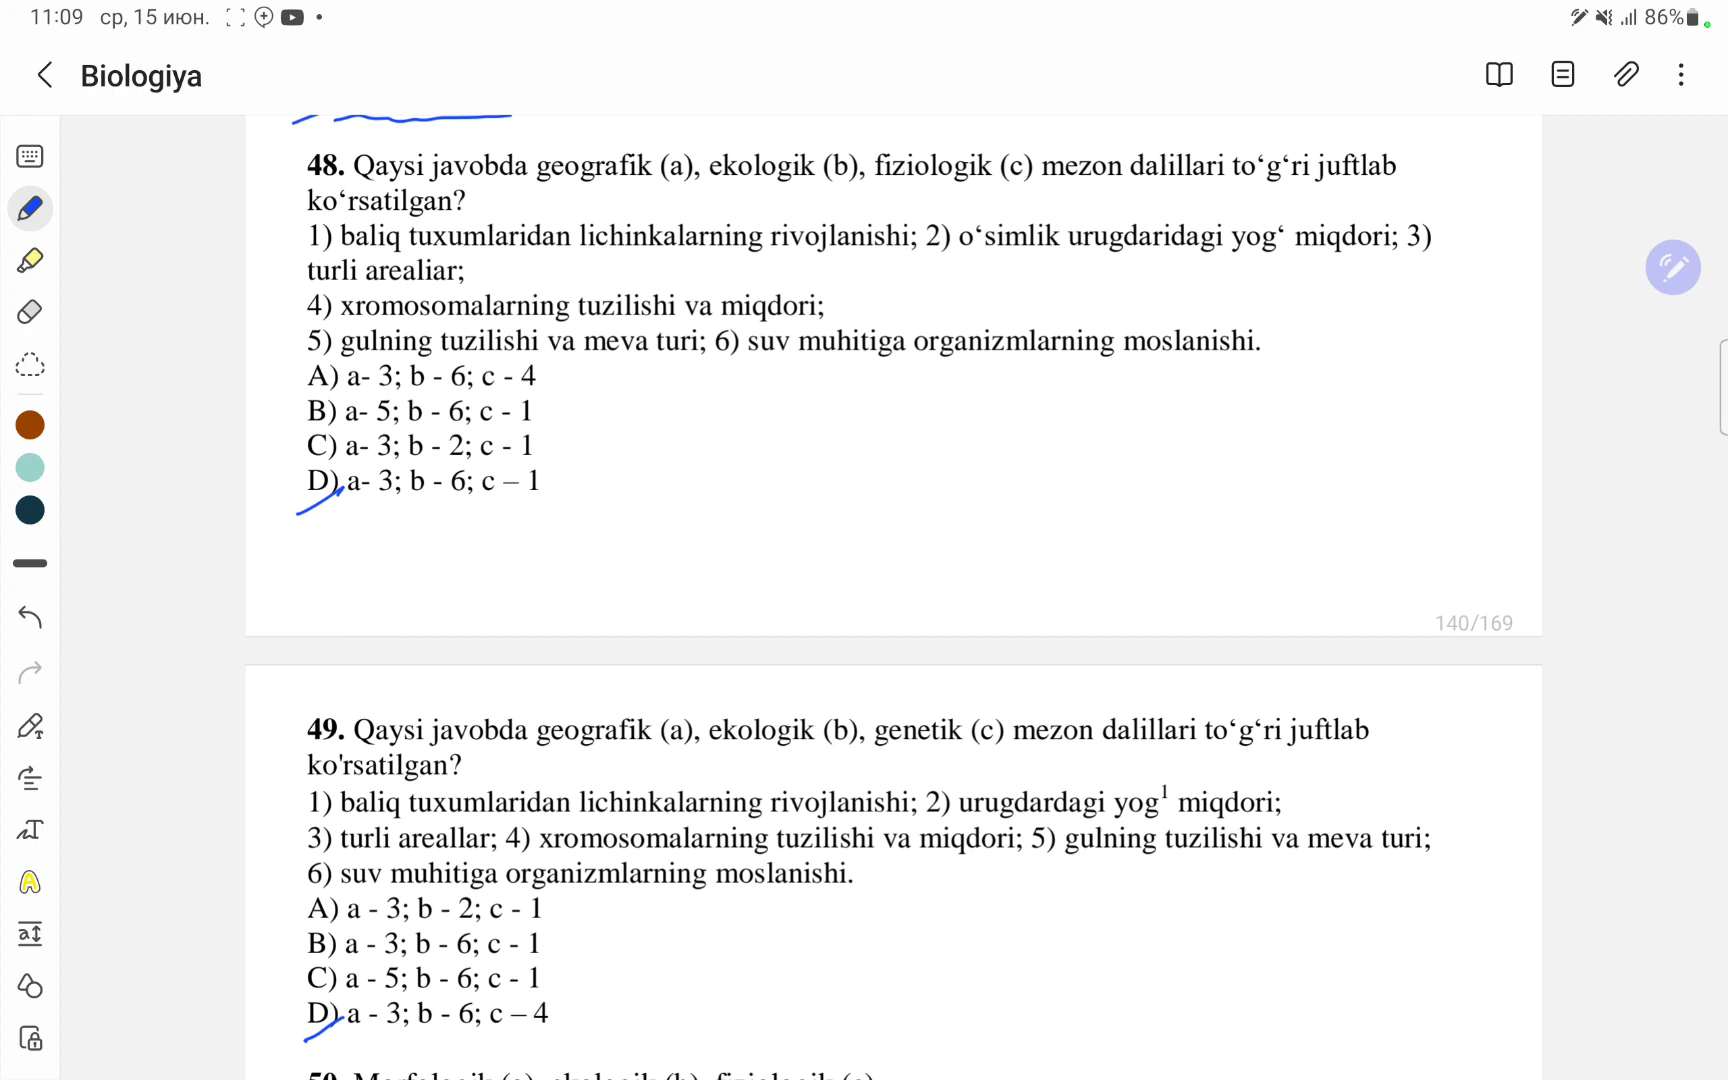 11:09 ср, 15 июн. 86%
Biologiya
48. Qaysi javobda geografik (a), ekologik (b), fiziologik (c) mezon dalillari to‘g‘ri juftlab
ko‘rsatilgan?
1) baliq tuxumlaridan lichinkalarning rivojlanishi; 2) o‘simlik urugdaridagi yog‘ miqdori; 3)
turli arealiar;
4) xromosomalarning tuzilishi va miqdori;
5) gulning tuzilishi va meva turi; 6) suv muhitiga organizmlarning moslanishi.
A) a- 3; b - 6; c - 4
B) a- 5; b - 6; c - 1
C) a- 3; b - 2; c - 1
D) a- 3; b - 6; c – 1
140/169
49. Qaysi javobda geografik (a), ekologik (b), genetik (c) mezon dalillari to‘g‘ri juftlab
ko'rsatilgan?
1) baliq tuxumlaridan lichinkalarning rivojlanishi; 2) urugdardagi yog¹ miqdori;
3) turli areallar; 4) xromosomalarning tuzilishi va miqdori; 5) gulning tuzilishi va meva turi;
6) suv muhitiga organizmlarning moslanishi.
A) a - 3; b - 2; c - 1
B) a - 3; b - 6; c - 1
C) a - 5; b - 6; c - 1
D) a - 3; b - 6; c – 4
50. Morfologik (a), ekologik (b), fiziologik (c)